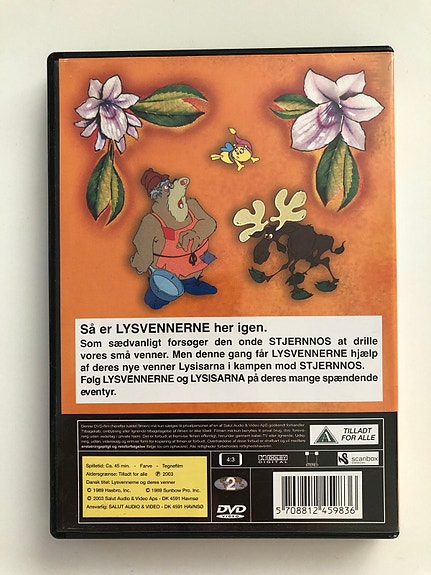 Så er LYSVENNERNE her igen.
Som sædvanligt forsøger den onde STJERNNOS at drille
vores små venner. Men denne gang får LYSVENNERNE hjælp
af deres nye venner Lysisarna i kampen mod STJERNNOS.
Følg LYSVENNERNE og LYSISARNA på deres mange spændende
eventyr.
TILLADT
FOR ALLE
Spilletid: Ca. 45 min. - Farve - Tegnefilm
Aldersgrænse: Tilladt for alle ℗ 2003
Dansk titel: Lysvennerne og deres venner
© 1989 Hasbro, Inc. © 1989 Sunbow Pro. Inc.
© 2003 Salut Audio & Video Aps - DK 4591 Havnsø
Ansvarlig: SALUT AUDIO & VIDEO - DK 4591 HAVNSØ
4:3
DOLBY
DIGITAL
scanbox
2
DVD
VIDEO
5 708812 459836